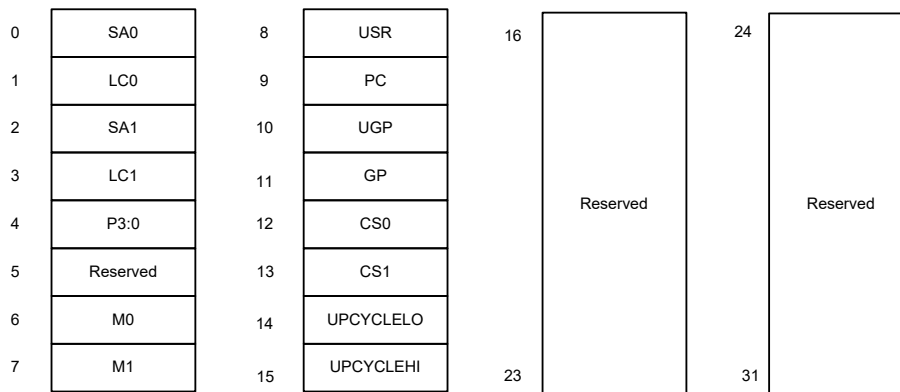 0 SA0
1 LC0
2 SA1
3 LC1
4 P3:0
5 Reserved
6 M0
7 M1
8 USR
9 PC
10 UGP
11 GP
12 CS0
13 CS1
14 UPCYCLELO
15 UPCYCLEHI
16
Reserved
23
24
Reserved
31